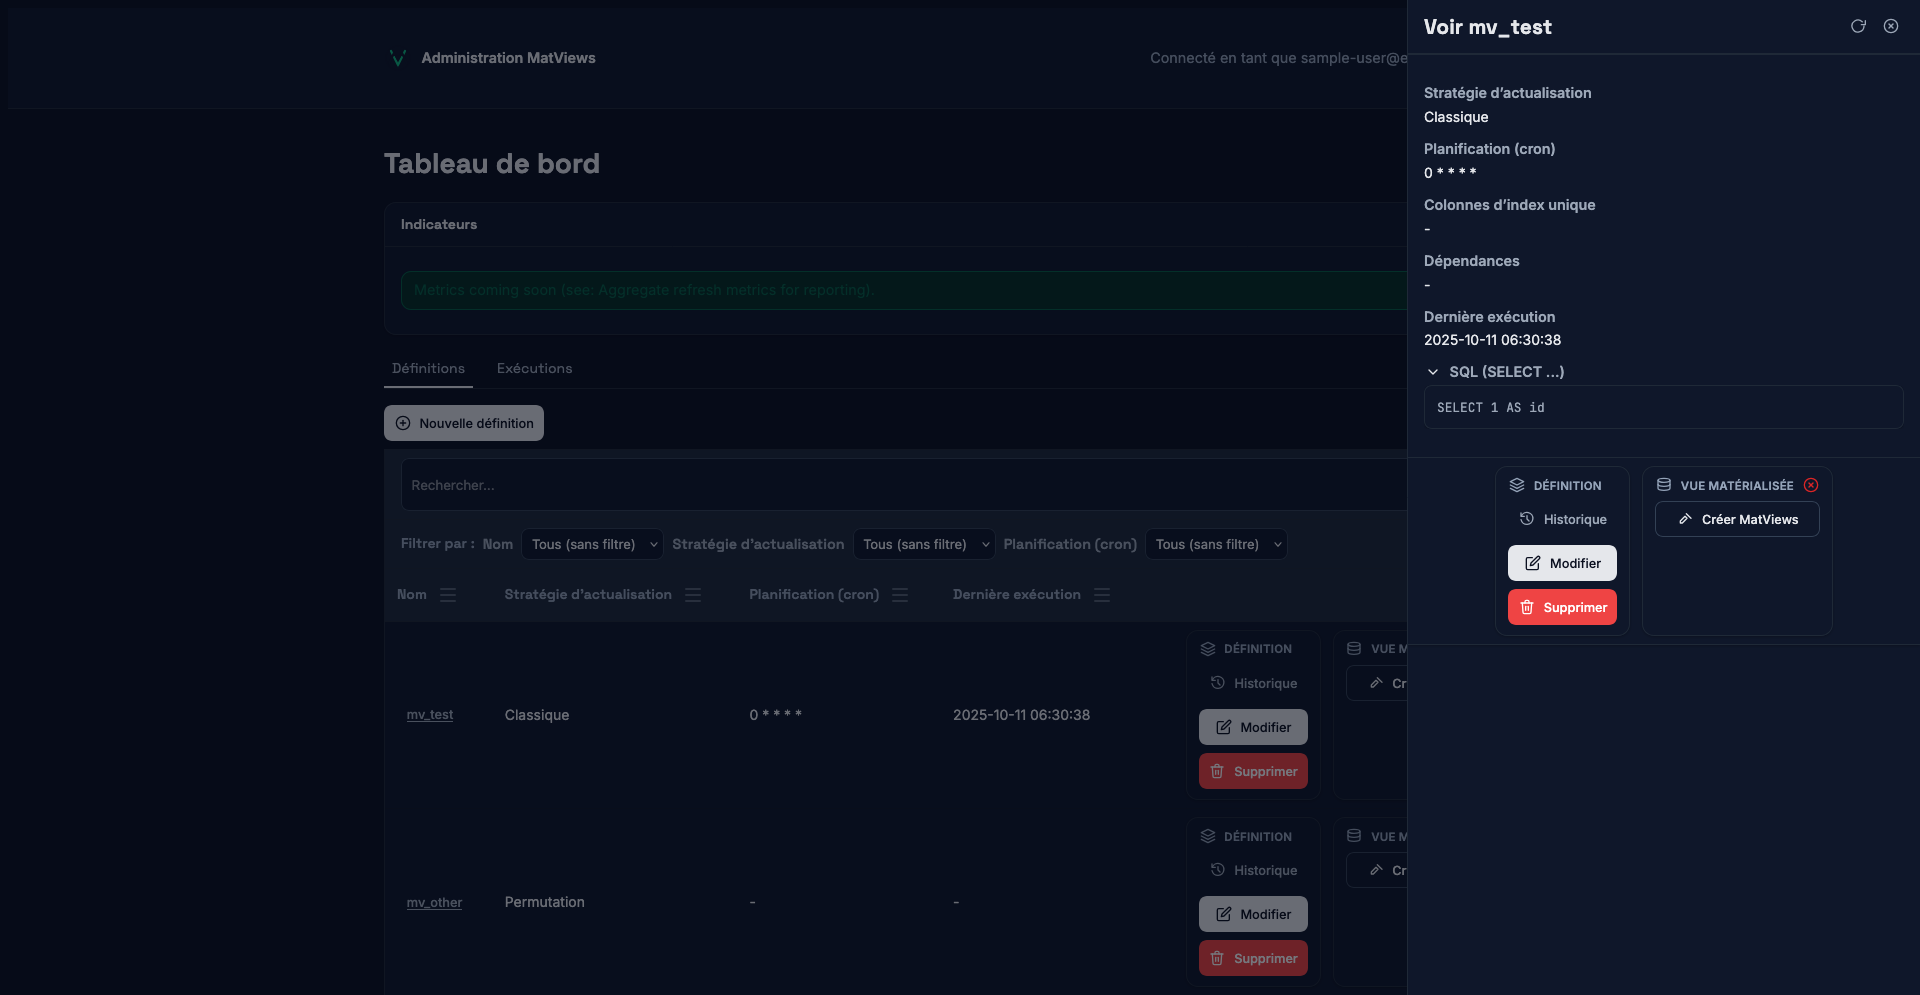 Administration MatViews
Connecté en tant que sample-user@e
Tableau de bord
Indicateurs
Metrics coming soon (see: Aggregate refresh metrics for reporting).
Définitions Exécutions
Nouvelle définition
Rechercher...
Filtrer par : Nom Tous (sans filtre) Stratégie d’actualisation Tous (sans filtre) Planification (cron) Tous (sans filtre)
Nom Stratégie d’actualisation Planification (cron) Dernière exécution
DÉFINITION VUE M
Historique Cr
mv_test Classique 0 * * * * 2025-10-11 06:30:38
Modifier
Supprimer
DÉFINITION VUE M
Historique Cr
mv_other Permutation - -
Modifier
Supprimer
Voir mv_test
Stratégie d’actualisation
Classique
Planification (cron)
0 * * * *
Colonnes d’index unique
-
Dépendances
-
Dernière exécution
2025-10-11 06:30:38
SQL (SELECT ...)
SELECT 1 AS id
DÉFINITION
Historique
Modifier
Supprimer
VUE MATÉRIALISÉE
Créer MatViews